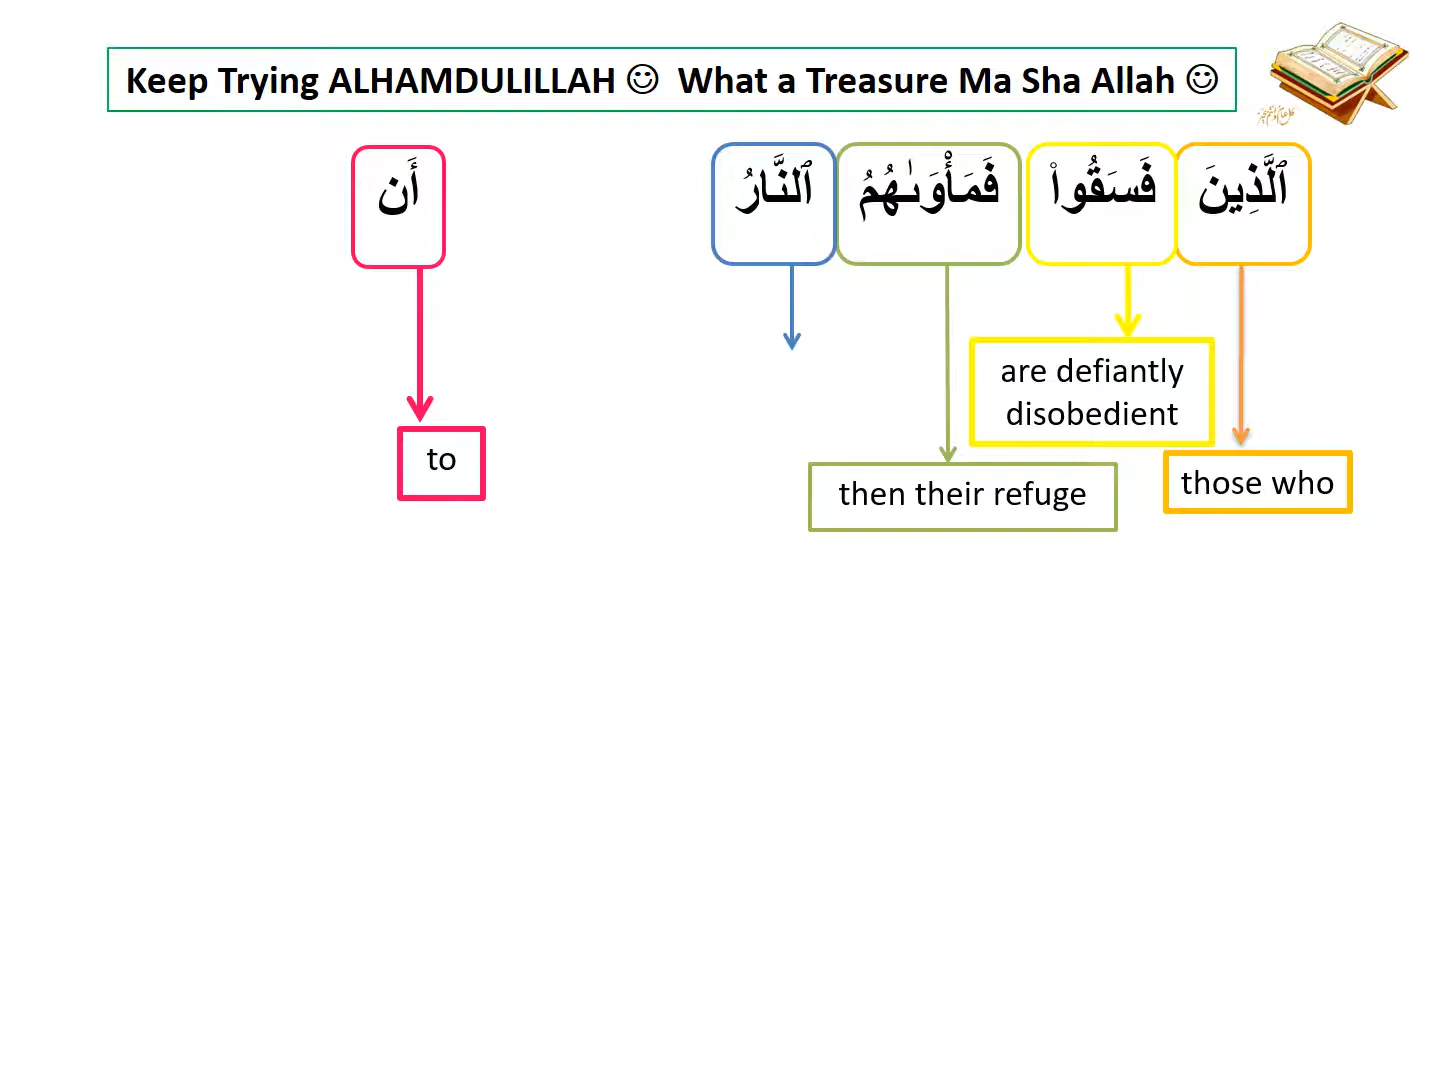 Keep Trying ALHAMDULILLAH ☺ What a Treasure Ma Sha Allah ☺
ٱلَّذِينَ فَسَقُوا۟ فَمَأْوَىٰهُمُ ٱلنَّارُ أَن
are defiantly
disobedient
to
those who
then their refuge